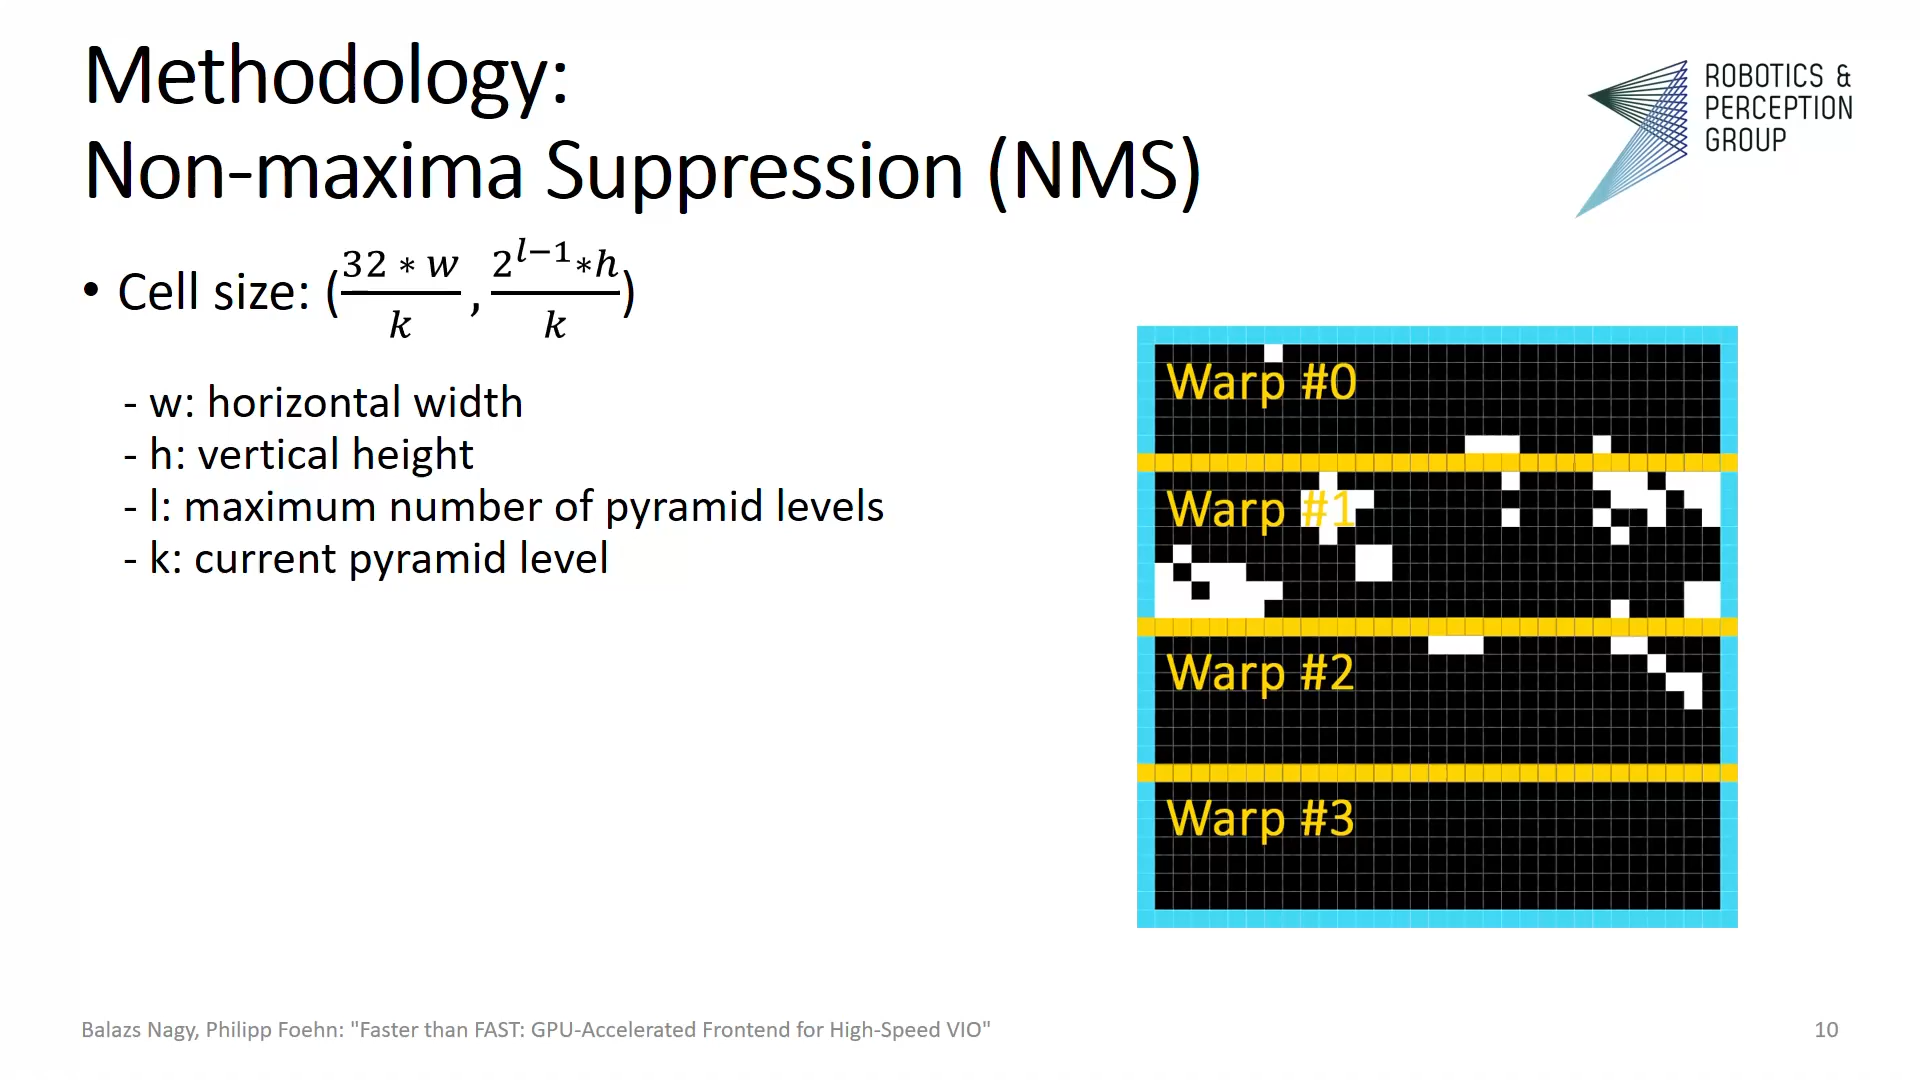 Methodology:
Non-maxima Suppression (NMS)
ROBOTICS &
PERCEPTION
GROUP
• Cell size: (32 * w / k , 2^{l−1}*h / k)
- w: horizontal width
- h: vertical height
- l: maximum number of pyramid levels
- k: current pyramid level
Warp #0
Warp #1
Warp #2
Warp #3
Balazs Nagy, Philipp Foehn: "Faster than FAST: GPU-Accelerated Frontend for High-Speed VIO"
10